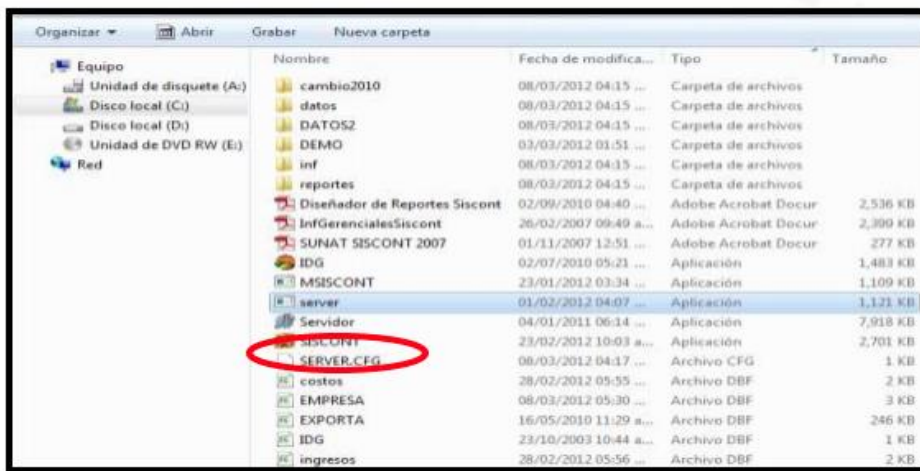 Organizar Abrir Grabar Nueva carpeta
Equipo
Unidad de disquete (A:)
Disco local (C:)
Disco local (D:)
Unidad de DVD RW (E:)
Red
Nombre Fecha de modifica... Tipo Tamaño
cambio2010 08/03/2012 04:15 ... Carpeta de archivos
datos 08/03/2012 04:15 ... Carpeta de archivos
DATOS2 08/03/2012 04:15 ... Carpeta de archivos
DEMO 03/03/2012 01:51 ... Carpeta de archivos
inf 08/03/2012 04:15 ... Carpeta de archivos
reportes 08/03/2012 04:15 ... Carpeta de archivos
Diseñador de Reportes Siscont 02/09/2010 04:40 ... Adobe Acrobat Docur 2,536 KB
InfGerencialesSiscont 26/02/2007 09:49 a... Adobe Acrobat Docur 2,399 KB
SUNAT SISCONT 2007 01/11/2007 12:51 ... Adobe Acrobat Docur 277 KB
IDG 02/07/2010 05:21 ... Aplicación 1,483 KB
MSISCONT 23/01/2012 03:34 ... Aplicación 1,109 KB
server 01/02/2012 04:07 ... Aplicación 1,121 KB
Servidor 04/01/2011 06:14 ... Aplicación 7,918 KB
SISCONT 23/02/2012 10:03 a... Aplicación 2,701 KB
SERVER.CFG 08/03/2012 04:17 ... Archivo CFG 1 KB
costos 28/02/2012 05:55 ... Archivo DBF 2 KB
EMPRESA 08/03/2012 05:30 ... Archivo DBF 3 KB
EXPORTA 16/05/2010 11:29 a... Archivo DBF 246 KB
IDG 23/10/2003 10:44 a... Archivo DBF 1 KB
ingresos 28/02/2012 05:56 ... Archivo DBF 2 KB